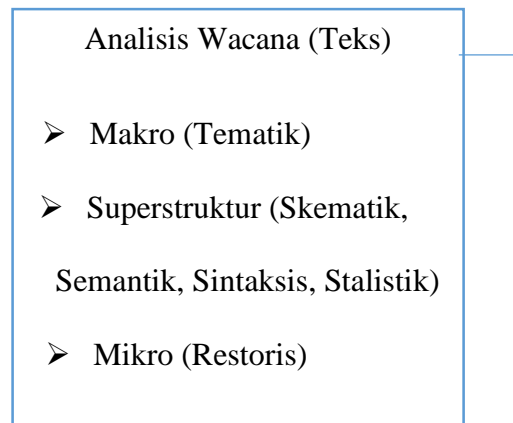 Analisis Wacana (Teks)
➢ Makro (Tematik)
➢ Superstruktur (Skematik,
Semantik, Sintaksis, Stalistik)
➢ Mikro (Restoris)